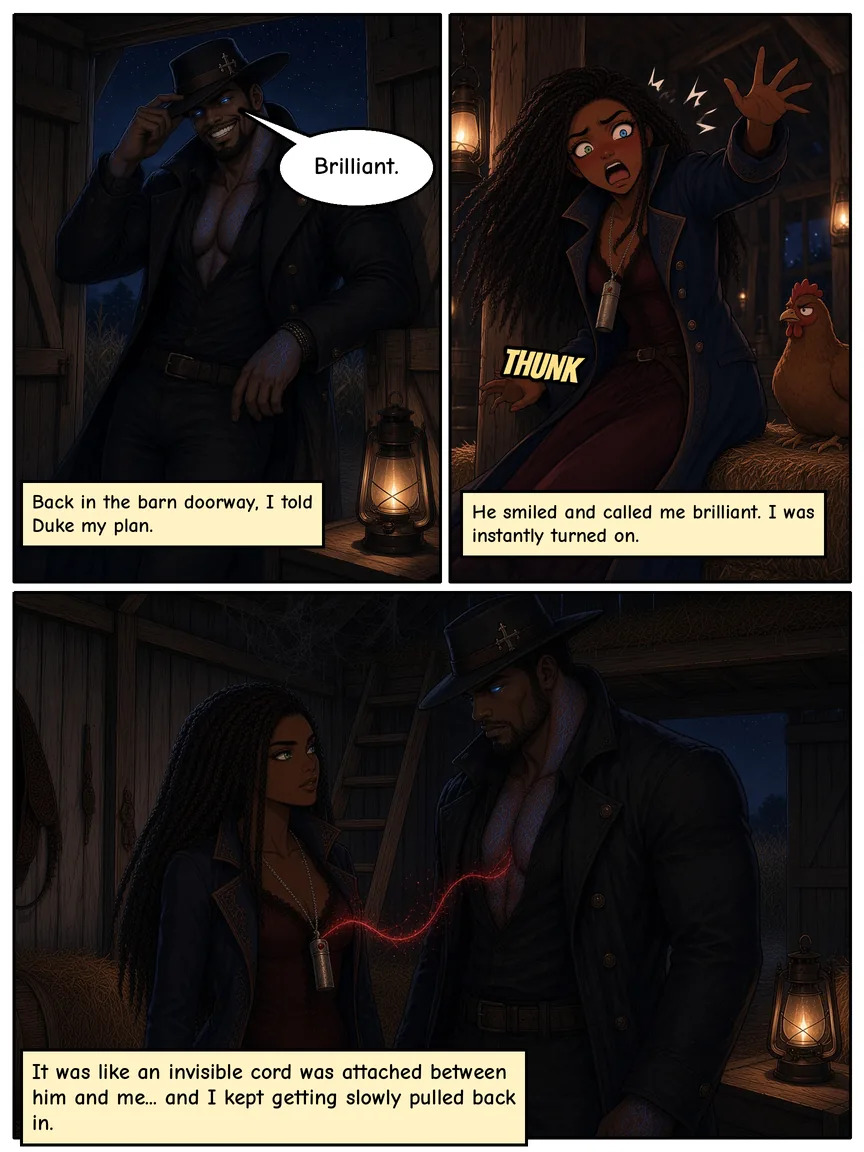 Brilliant.
Back in the barn doorway, I told
Duke my plan.
THUNK
He smiled and called me brilliant. I was
instantly turned on.
It was like an invisible cord was attached between
him and me... and I kept getting slowly pulled back
in.